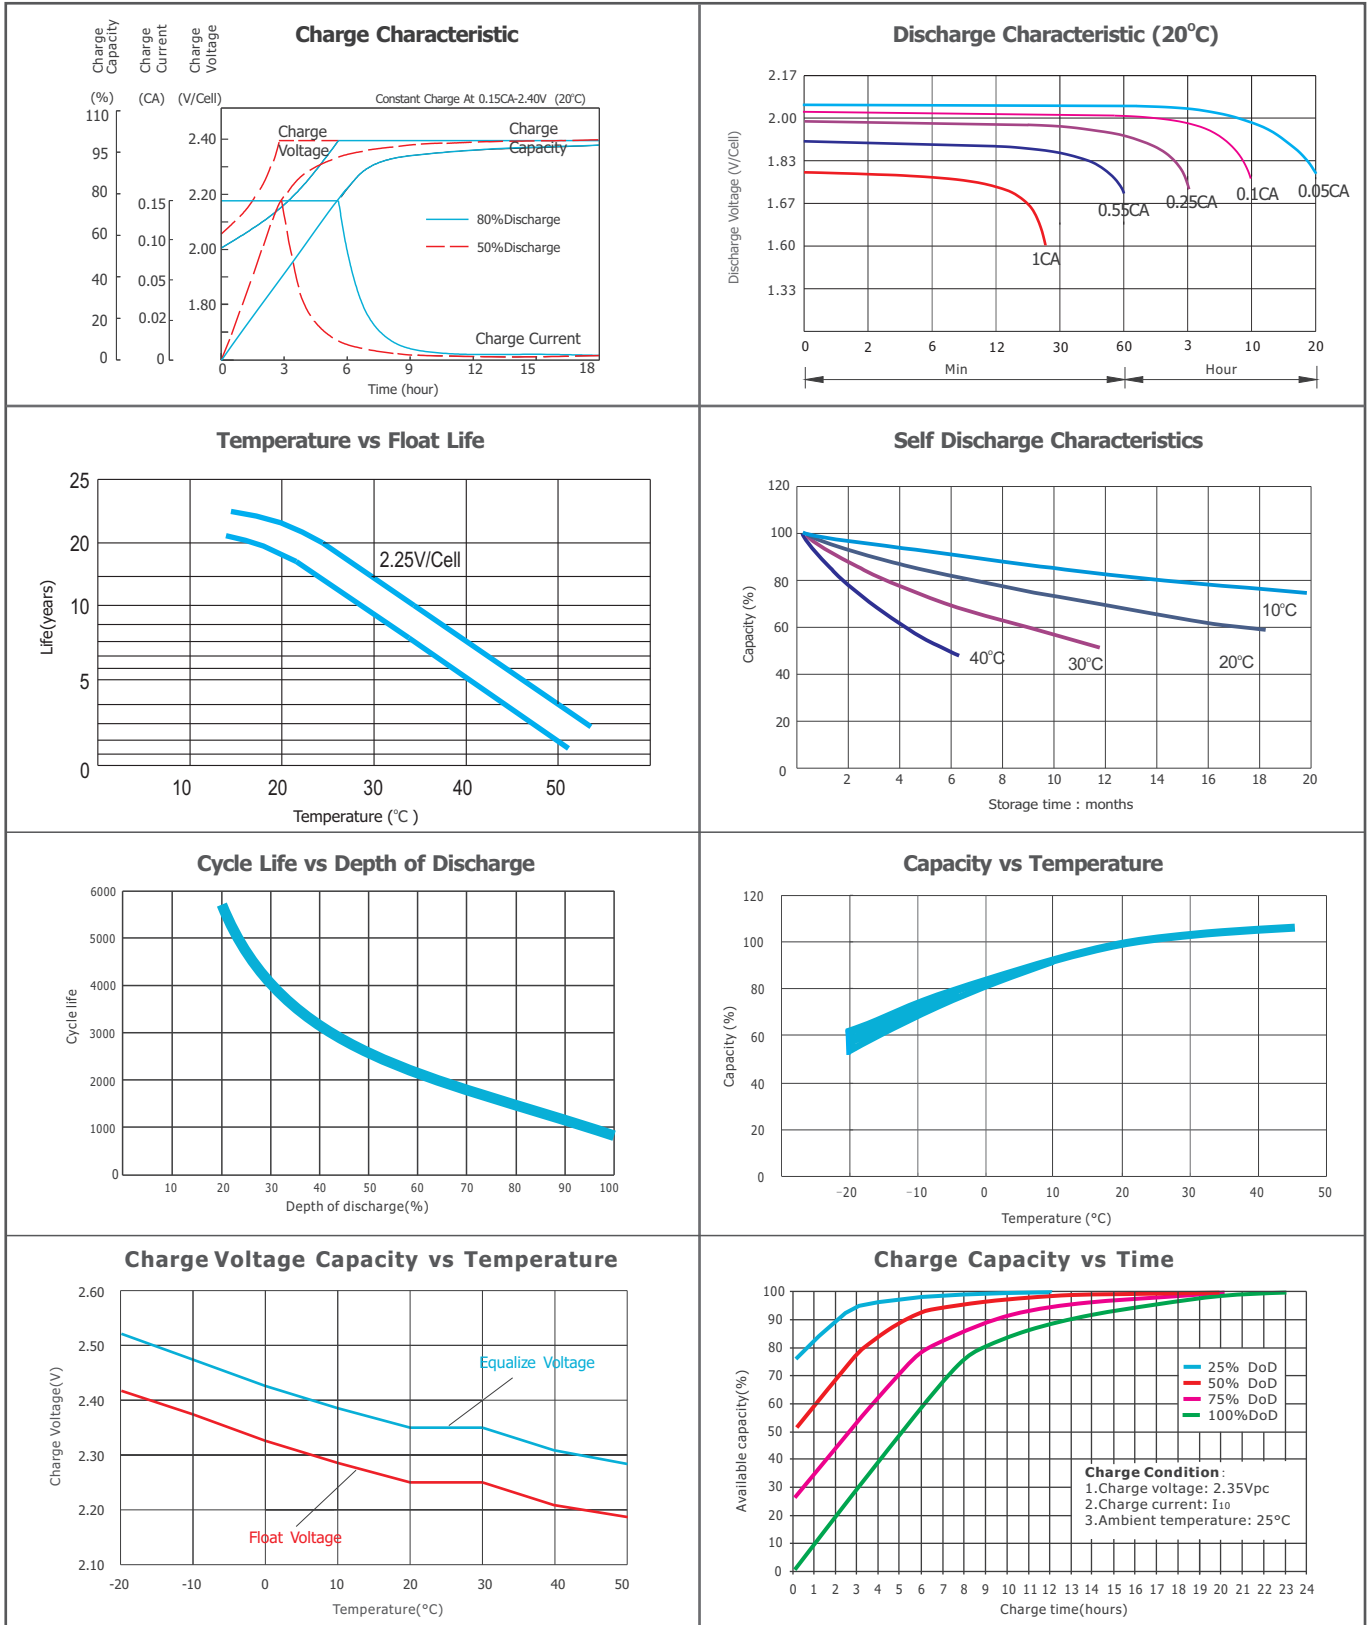 Charge Characteristic
Charge Capacity
Charge Current
Charge Voltage
(%)
(CA)
(V/Cell)
Constant Charge At 0.15CA-2.40V (20°C)
110
95
80
60
40
20
0
0.15
0.10
0.05
0.02
0
2.40
2.20
2.00
1.80
Charge
Voltage
Charge
Capacity
80%Discharge
50%Discharge
Charge Current
0 3 6 9 12 15 18
Time (hour)
Discharge Characteristic (20°C)
Discharge Voltage (V/Cell)
2.17
2.00
1.83
1.67
1.60
1.33
1CA
0.55CA
0.25CA
0.1CA
0.05CA
0 2 6 12 30 60 3 10 20
Min
Hour
Temperature vs Float Life
Life(years)
25
20
10
5
0
2.25V/Cell
10 20 30 40 50
Temperature (°C )
Self Discharge Characteristics
Capacity (%)
120
100
80
60
40
20
0
40°C
30°C
20°C
10°C
2 4 6 8 10 12 14 16 18 20
Storage time : months
Cycle Life vs Depth of Discharge
Cycle life
6000
5000
4000
3000
2000
1000
0
10 20 30 40 50 60 70 80 90 100
Depth of discharge(%)
Capacity vs Temperature
Capacity (%)
120
100
80
60
40
20
0
-20 -10 0 10 20 30 40 50
Temperature (°C)
Charge Voltage Capacity vs Temperature
Charge Voltage(V)
2.60
2.50
2.40
2.30
2.20
2.10
Equalize Voltage
Float Voltage
-20 -10 0 10 20 30 40 50
Temperature(°C)
Charge Capacity vs Time
Available capacity(%)
100
90
80
70
60
50
40
30
20
10
0
25% DoD
50% DoD
75% DoD
100%DoD
Charge Condition :
1.Charge voltage: 2.35Vpc
2.Charge current: I10
3.Ambient temperature: 25°C
0 1 2 3 4 5 6 7 8 9 10 11 12 13 14 15 16 17 18 19 20 21 22 23 24
Charge time(hours)